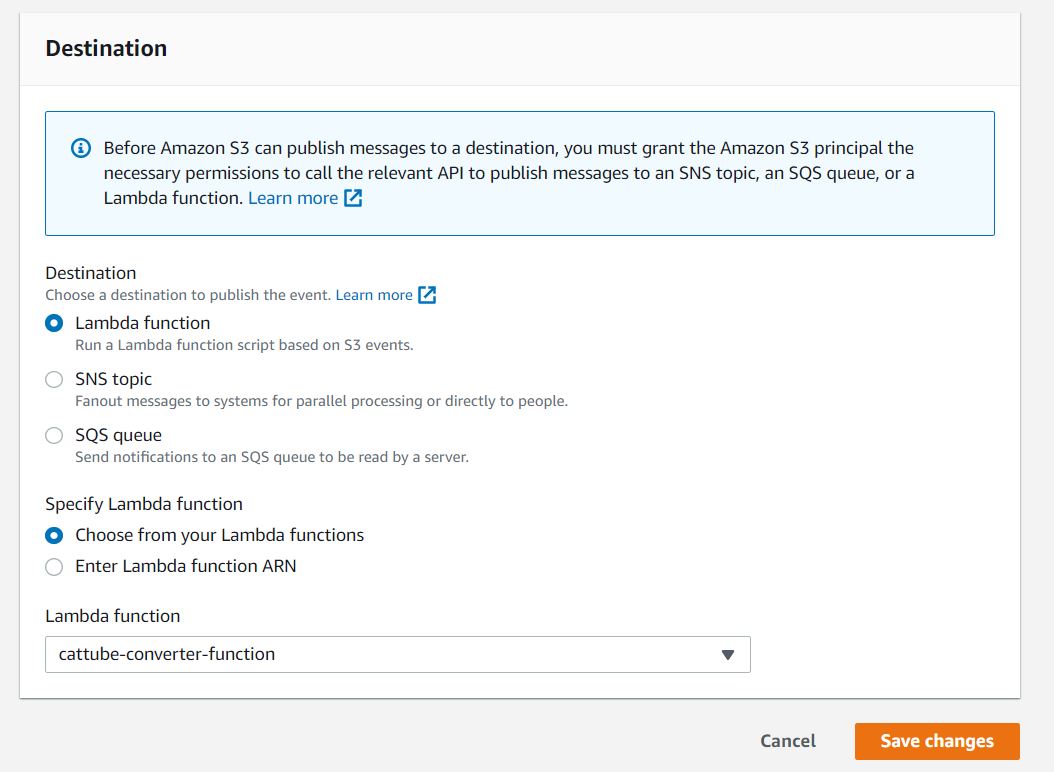 Destination
Before Amazon S3 can publish messages to a destination, you must grant the Amazon S3 principal the
necessary permissions to call the relevant API to publish messages to an SNS topic, an SQS queue, or a
Lambda function. Learn more
Destination
Choose a destination to publish the event. Learn more
Lambda function
Run a Lambda function script based on S3 events.
SNS topic
Fanout messages to systems for parallel processing or directly to people.
SQS queue
Send notifications to an SQS queue to be read by a server.
Specify Lambda function
Choose from your Lambda functions
Enter Lambda function ARN
Lambda function
cattube-converter-function
Cancel Save changes